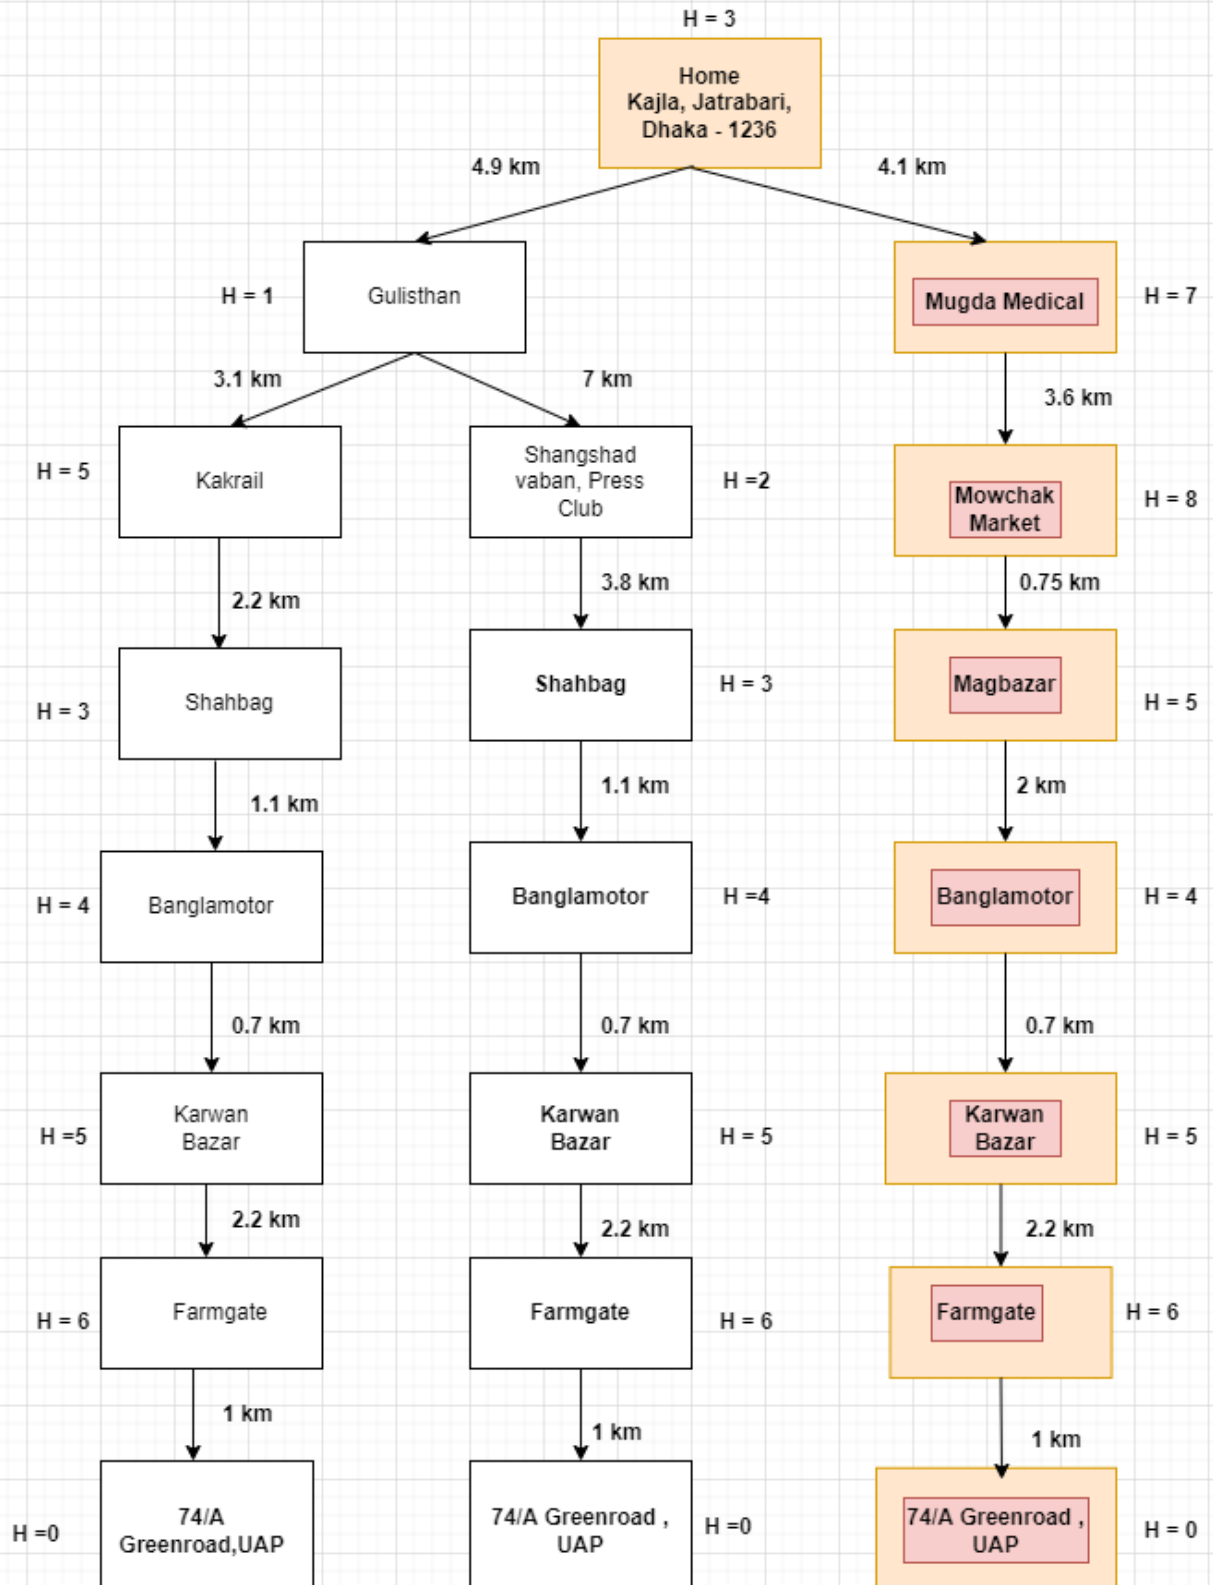 H = 3
Home
Kajla, Jatrabari,
Dhaka - 1236
4.9 km
4.1 km
H = 1
Gulisthan
Mugda Medical
H = 7
3.1 km
7 km
3.6 km
H = 5
Kakrail
Shangshad
vaban, Press
Club
H =2
Mowchak
Market
H = 8
2.2 km
3.8 km
0.75 km
H = 3
Shahbag
Shahbag
H = 3
Magbazar
H = 5
1.1 km
1.1 km
2 km
H = 4
Banglamotor
Banglamotor
H =4
Banglamotor
H = 4
0.7 km
0.7 km
0.7 km
H =5
Karwan
Bazar
Karwan
Bazar
H = 5
Karwan
Bazar
H = 5
2.2 km
2.2 km
2.2 km
H = 6
Farmgate
Farmgate
H = 6
Farmgate
H = 6
1 km
1 km
1 km
H =0
74/A
Greenroad,UAP
74/A Greenroad ,
UAP
H =0
74/A Greenroad ,
UAP
H = 0